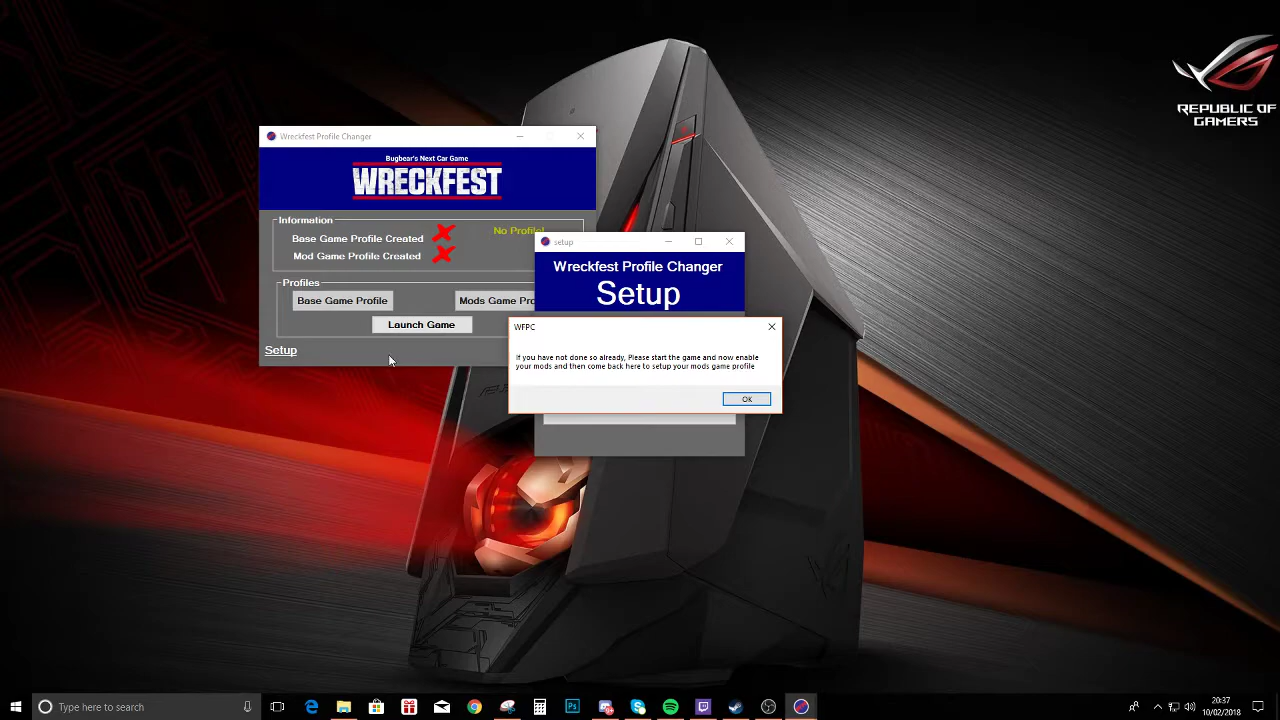 REPUBLIC OF
GAMERS
Wreckfest Profile Changer
Bugbear's Next Car Game
WRECKFEST
Information
Base Game Profile Created
No Profile!
Mod Game Profile Created
Profiles
Base Game Profile
Mods Game
Launch Game
Setup
setup
Wreckfest Profile Changer
Setup
WFPC
If you have not done so already, Please start the game and now enable
your mods and then come back here to setup your mods game profile
OK
Type here to search
20:37
10/02/2018